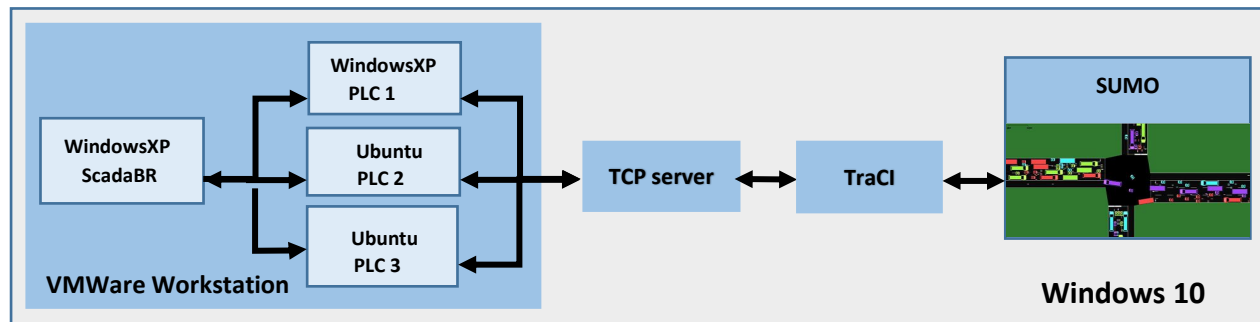 WindowsXP
ScadaBR
WindowsXP
PLC 1
Ubuntu
PLC 2
Ubuntu
PLC 3
VMWare Workstation
TCP server
TraCI
SUMO
Windows 10